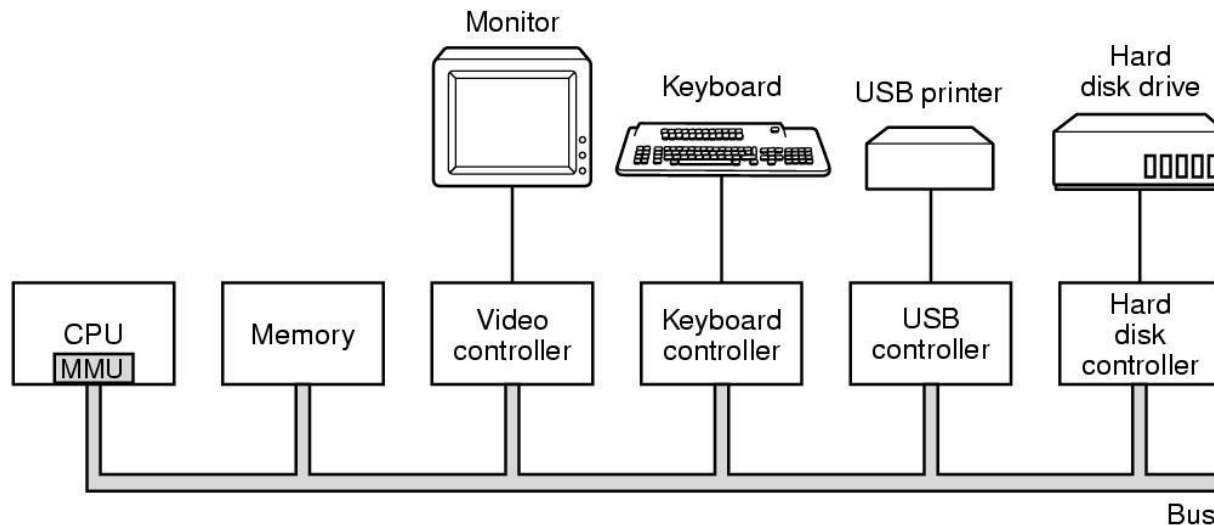 Monitor
Keyboard
USB printer
Hard
disk drive
CPU
MMU
Memory
Video
controller
Keyboard
controller
USB
controller
Hard
disk
controller
Bus